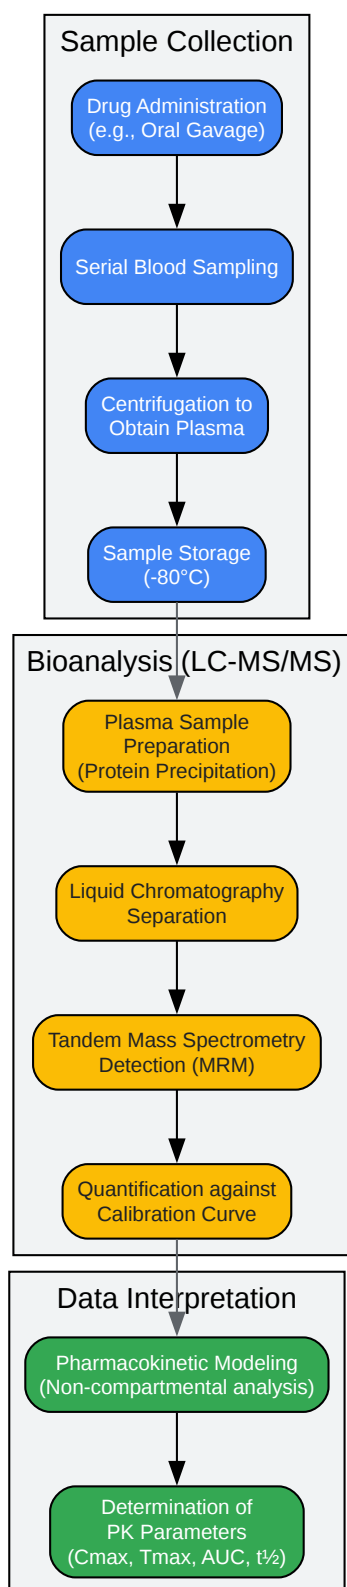 Sample Collection
Drug Administration
(e.g., Oral Gavage)
Serial Blood Sampling
Centrifugation to
Obtain Plasma
Sample Storage
(-80°C)
Bioanalysis (LC-MS/MS)
Plasma Sample
Preparation
(Protein Precipitation)
Liquid Chromatography
Separation
Tandem Mass Spectrometry
Detection (MRM)
Quantification against
Calibration Curve
Data Interpretation
Pharmacokinetic Modeling
(Non-compartmental analysis)
Determination of
PK Parameters
(Cmax, Tmax, AUC, t½)